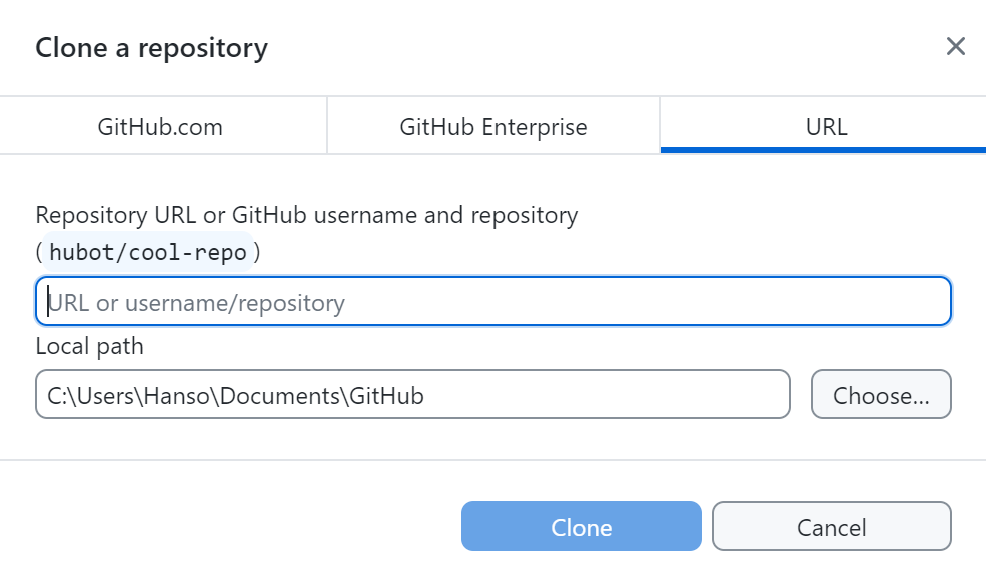 Clone a repository
GitHub.com
GitHub Enterprise
URL
Repository URL or GitHub username and repository
(hubot/cool-repo)
URL or username/repository
Local path
C:\Users\Hanso\Documents\GitHub
Choose...
Clone
Cancel